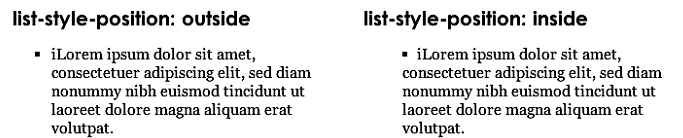 list-style-position: outside
▪ iLorem ipsum dolor sit amet,
consectetuer adipiscing elit, sed diam
nonummy nibh euismod tincidunt ut
laoreet dolore magna aliquam erat
volutpat.
list-style-position: inside
▪ iLorem ipsum dolor sit amet,
consectetuer adipiscing elit, sed diam
nonummy nibh euismod tincidunt ut
laoreet dolore magna aliquam erat
volutpat.